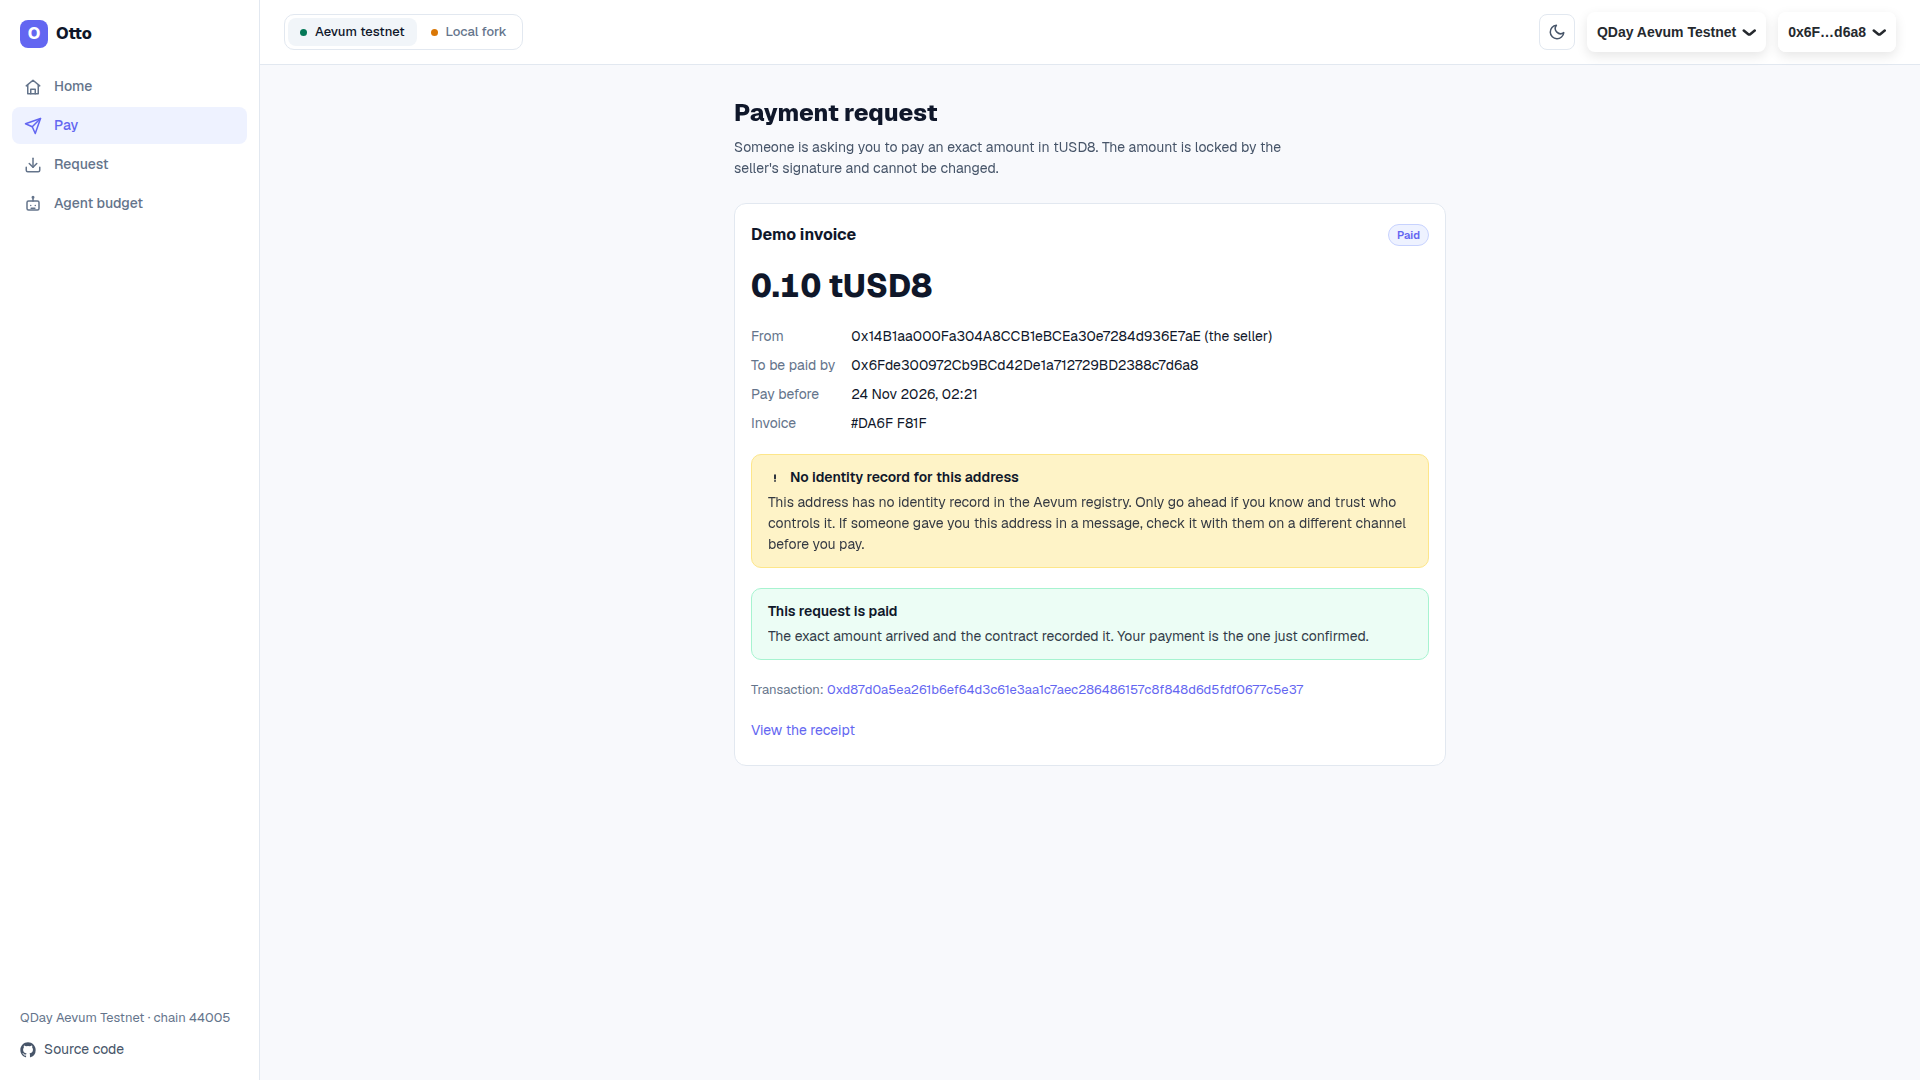 O Otto
Home
Pay
Request
Agent budget
QDay Aevum Testnet · chain 44005
Source code
Aevum testnet
Local fork
QDay Aevum Testnet
0x6F...d6a8
Payment request
Someone is asking you to pay an exact amount in tUSD8. The amount is locked by the
seller's signature and cannot be changed.
Demo invoice
Paid
0.10 tUSD8
From 0x14B1aa000Fa304A8CCB1eBCEa30e7284d936E7aE (the seller)
To be paid by 0x6Fde300972Cb9BCd42De1a712729BD2388c7d6a8
Pay before 24 Nov 2026, 02:21
Invoice #DA6F F81F
! No identity record for this address
This address has no identity record in the Aevum registry. Only go ahead if you know and trust who
controls it. If someone gave you this address in a message, check it with them on a different channel
before you pay.
This request is paid
The exact amount arrived and the contract recorded it. Your payment is the one just confirmed.
Transaction: 0xd87d0a5ea261b6ef64d3c61e3aa1c7aec286486157c8f848d6d5fdf0677c5e37
View the receipt